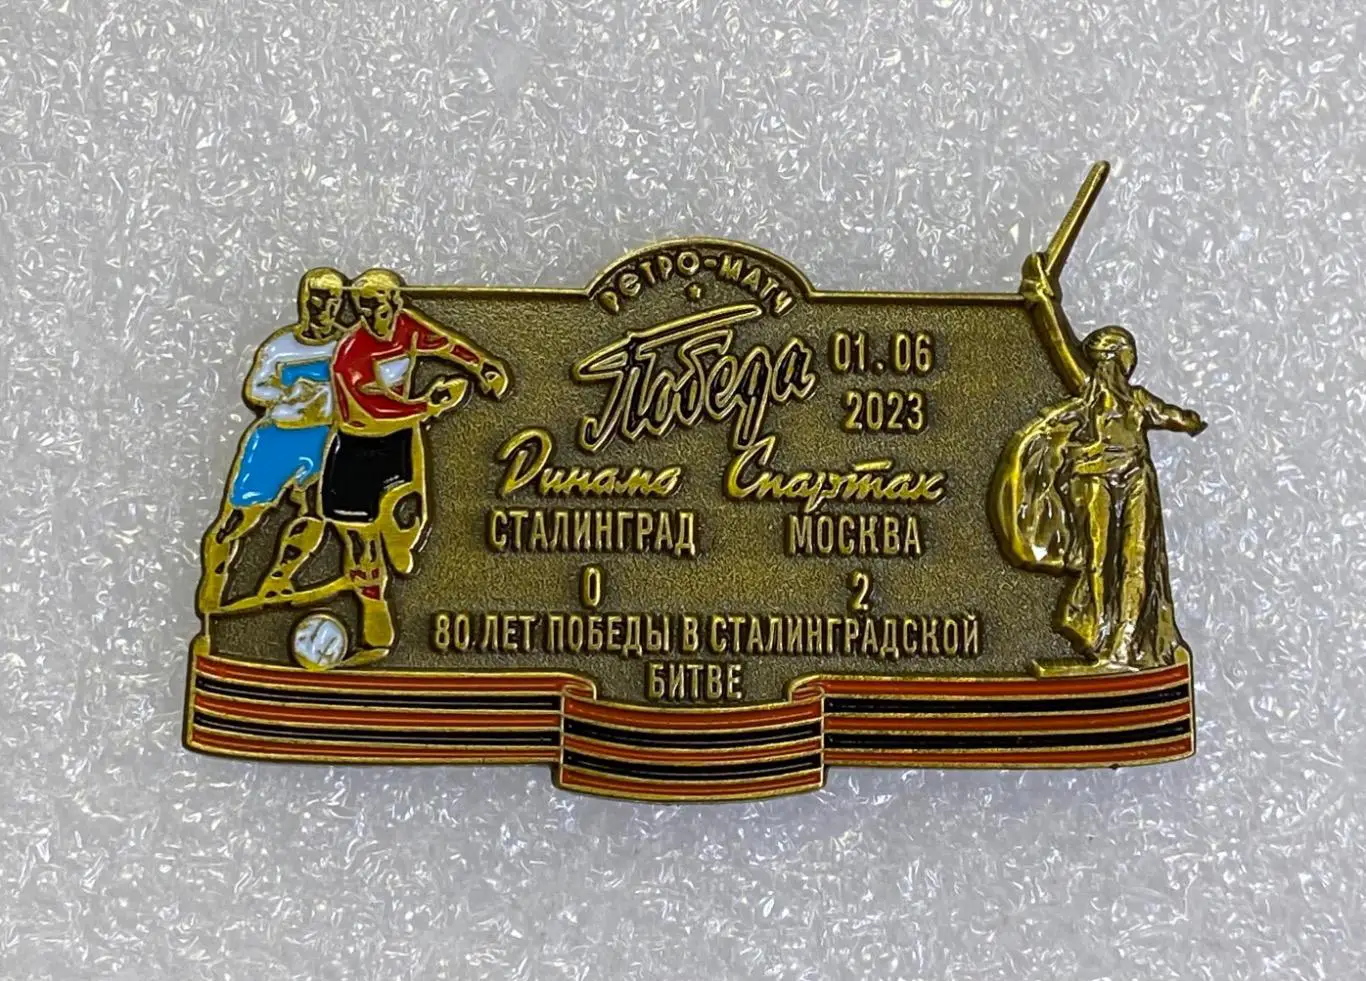 РЕТРО-МАТЧ
Победа
01.06
2023
Динамо Спартак
СТАЛИНГРАД МОСКВА
0 2
80 ЛЕТ ПОБЕДЫ В СТАЛИНГРАДСКОЙ
БИТВЕ